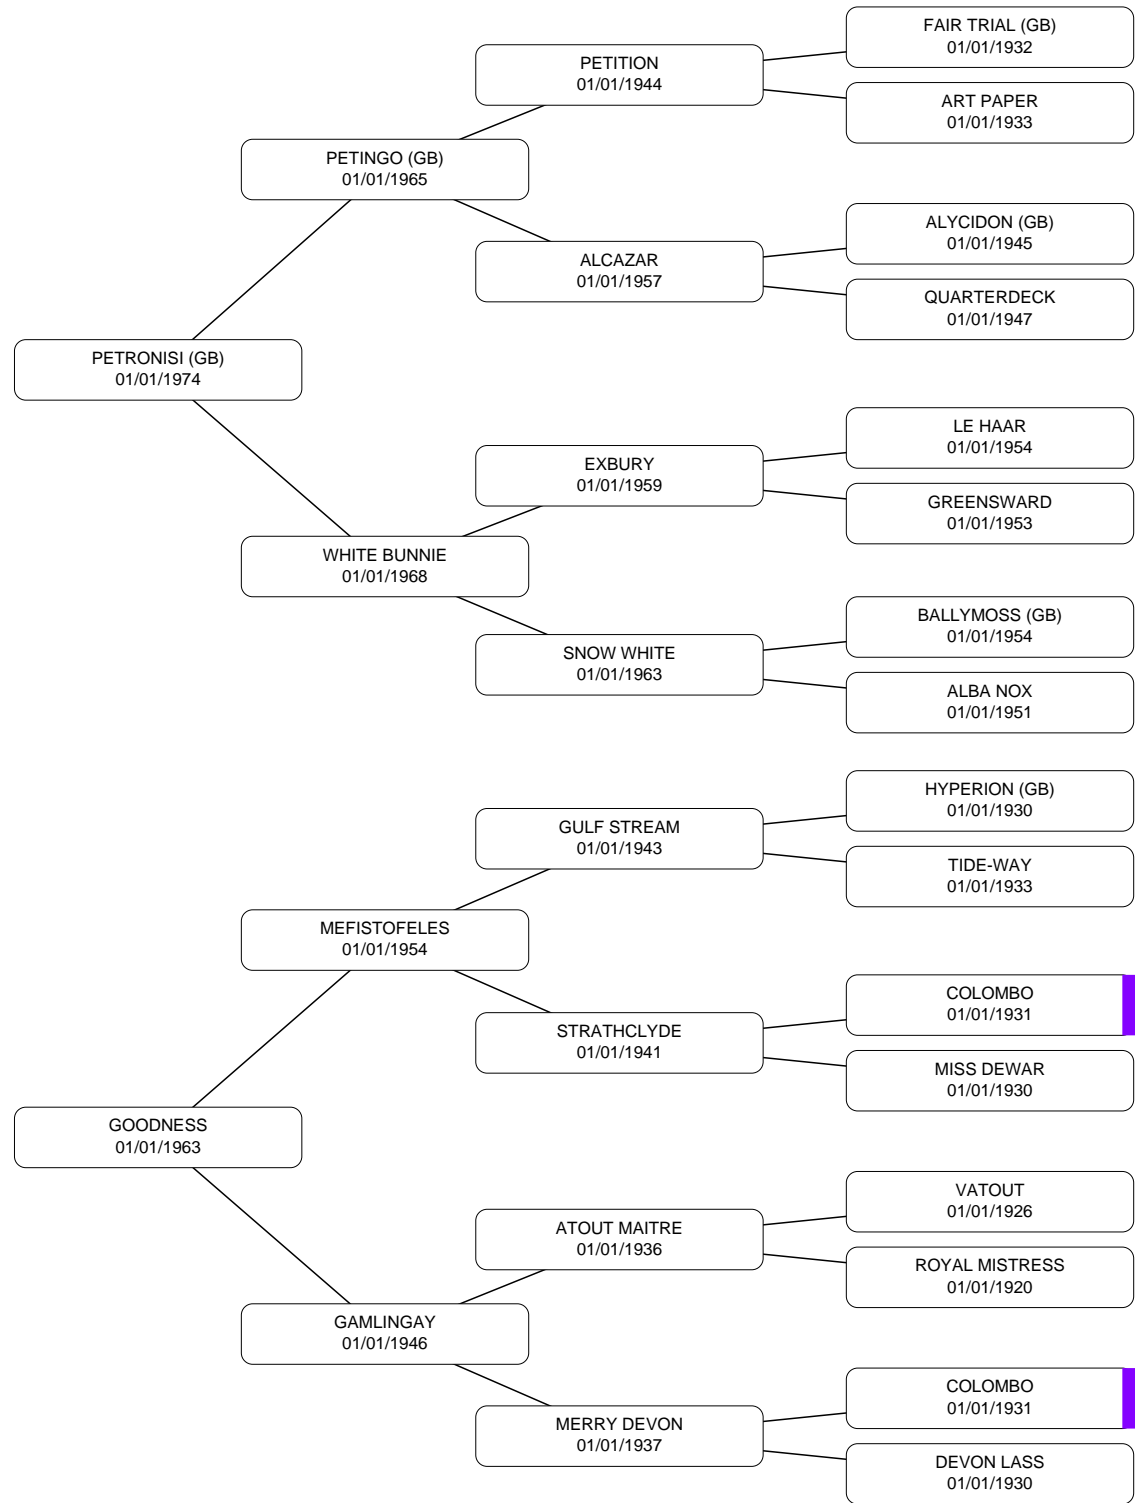 FAIR TRIAL (GB)
01/01/1932
PETITION
01/01/1944
ART PAPER
01/01/1933
PETINGO (GB)
01/01/1965
ALYCIDON (GB)
01/01/1945
ALCAZAR
01/01/1957
QUARTERDECK
01/01/1947
PETRONISI (GB)
01/01/1974
LE HAAR
01/01/1954
EXBURY
01/01/1959
GREENSWARD
01/01/1953
WHITE BUNNIE
01/01/1968
BALLYMOSS (GB)
01/01/1954
SNOW WHITE
01/01/1963
ALBA NOX
01/01/1951
HYPERION (GB)
01/01/1930
GULF STREAM
01/01/1943
TIDE-WAY
01/01/1933
MEFISTOFELES
01/01/1954
COLOMBO
01/01/1931
STRATHCLYDE
01/01/1941
MISS DEWAR
01/01/1930
GOODNESS
01/01/1963
VATOUT
01/01/1926
ATOUT MAITRE
01/01/1936
ROYAL MISTRESS
01/01/1920
GAMLINGAY
01/01/1946
COLOMBO
01/01/1931
MERRY DEVON
01/01/1937
DEVON LASS
01/01/1930